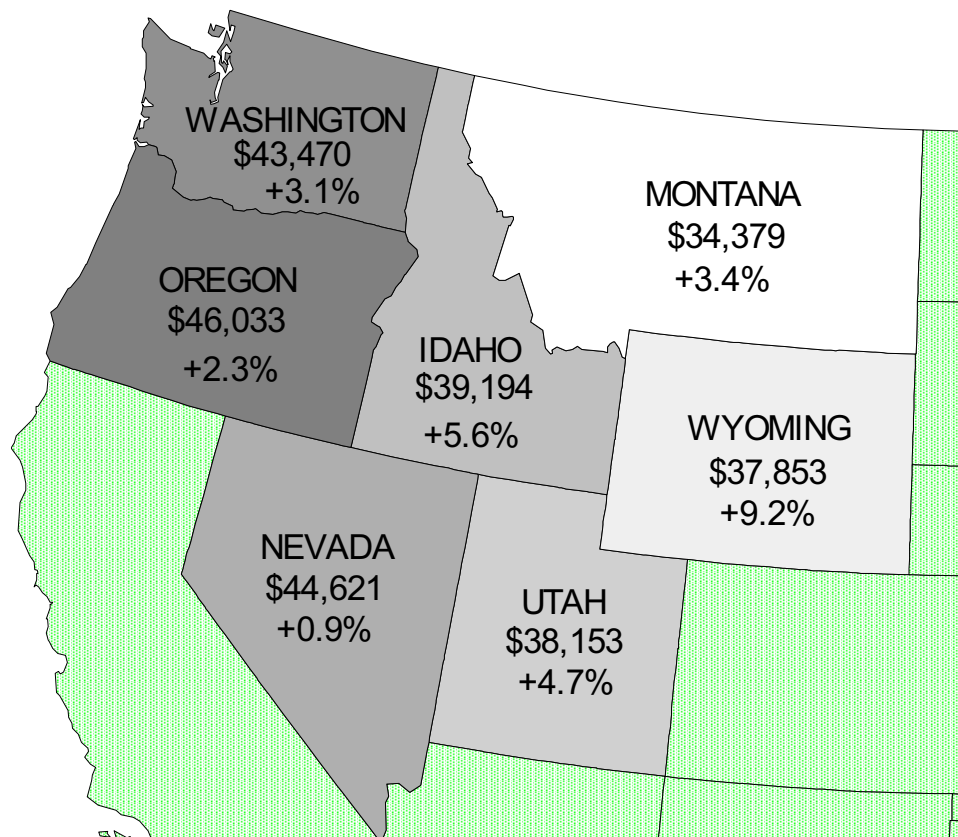 WASHINGTON
$43,470
+3.1%
MONTANA
$34,379
+3.4%
OREGON
$46,033
+2.3%
IDAHO
$39,194
+5.6%
WYOMING
$37,853
+9.2%
NEVADA
$44,621
+0.9%
UTAH
$38,153
+4.7%